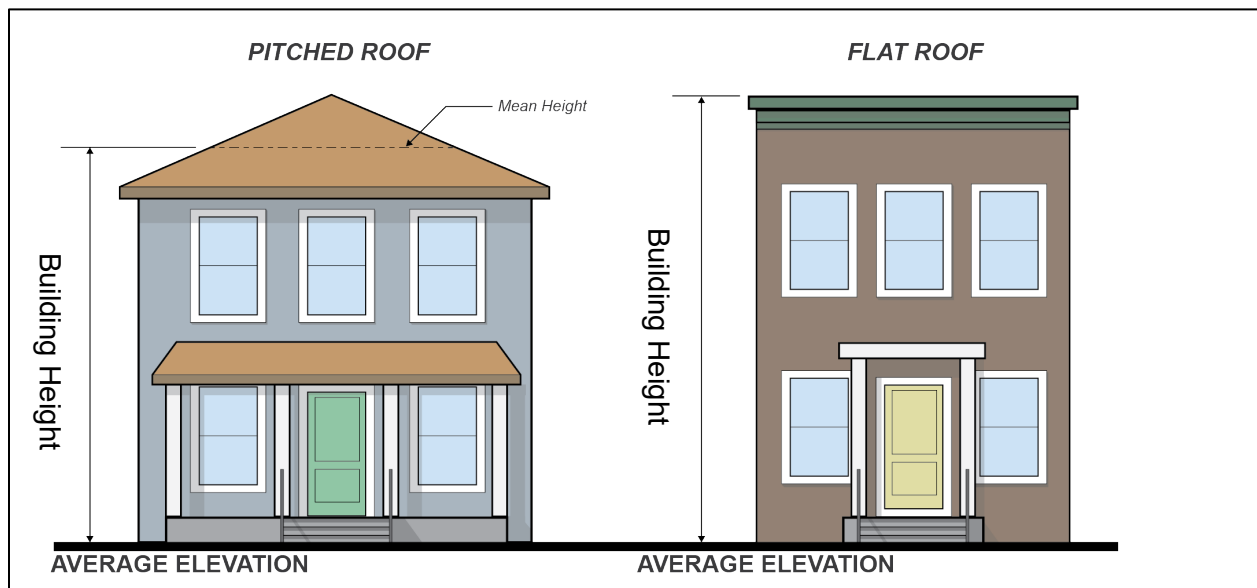 PITCHED ROOF
FLAT ROOF
Mean Height
Building Height
Building Height
AVERAGE ELEVATION
AVERAGE ELEVATION